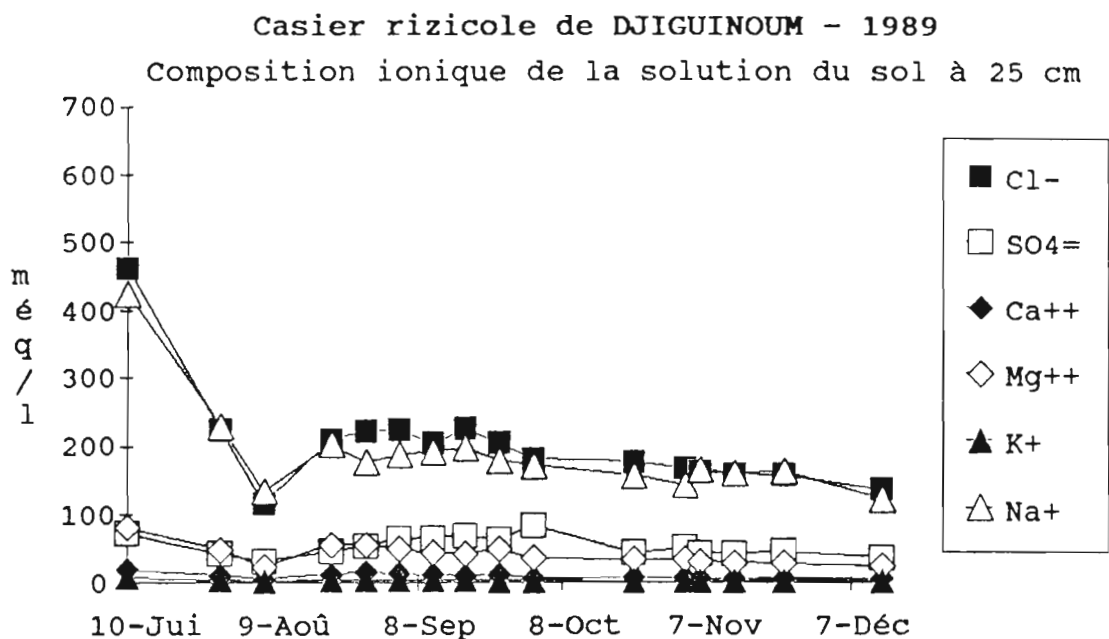 Casier rizicole de DJIGUINOUM - 1989
Composition ionique de la solution du sol à 25 cm
700
600
500
400
300
200
100
0
méq/l
10-Jui 9-Aoû 8-Sep 8-Oct 7-Nov 7-Déc
Cl-
SO4=
Ca++
Mg++
K+
Na+